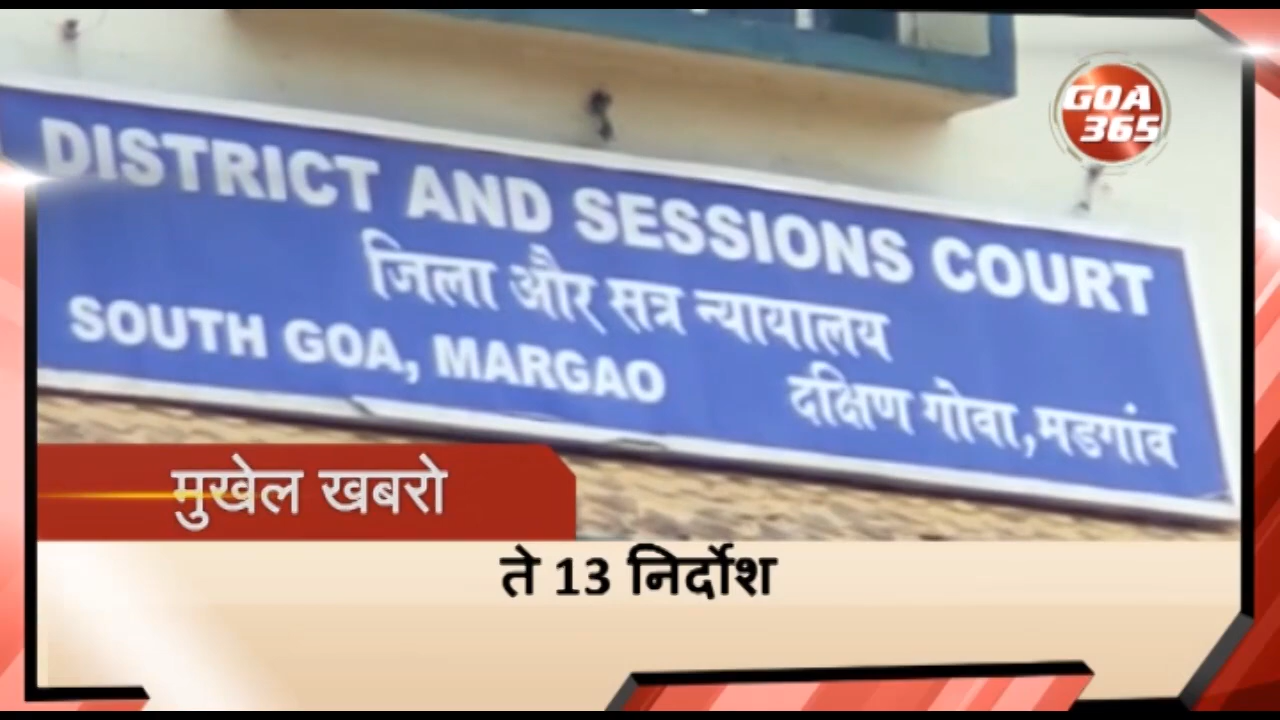 GOA
365
DISTRICT AND SESSIONS COURT
जिला और सत्र न्यायालय
SOUTH GOA, MARGAO
दक्षिण गोवा,मडगांव
मुखेल खबरो
ते 13 निर्दोश